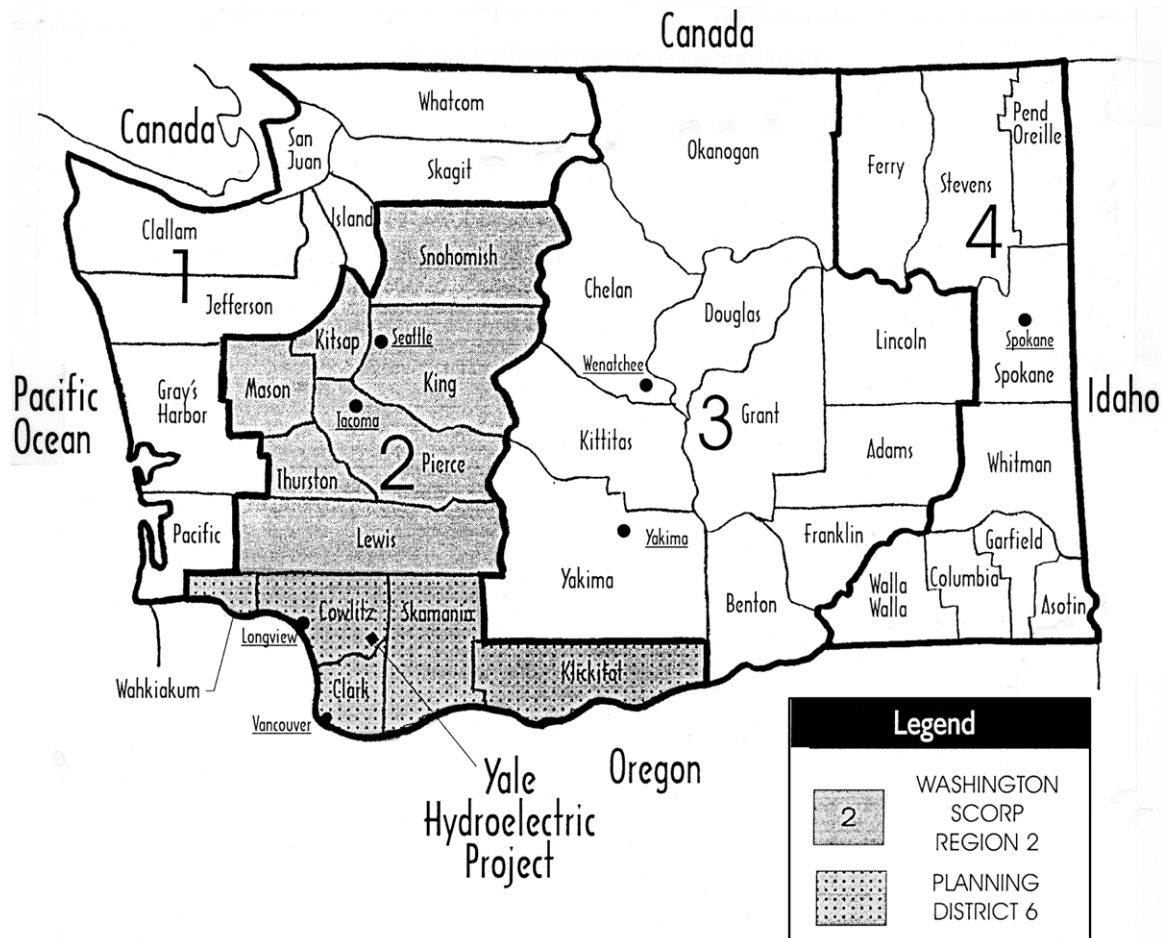 Canada
Canada
Whatcom
San
Juan
Skagit
Island
Okanogan
Ferry
Stevens
Pend
Oreille
4
Clallam
1
Jefferson
Snohomish
Chelan
Douglas
Kitsap
Seattle
King
Lincoln
Spokane
Spokane
Pacific
Ocean
Gray's
Harbor
Mason
Tacoma
2
Pierce
Thurston
Wenatchee
Kittitas
3
Grant
Adams
Whitman
Idaho
Pacific
Lewis
Yakima
Yakima
Benton
Franklin
Walla
Walla
Columbia
Garfield
Asotin
Cowlitz
Skamania
Longview
Wahkiakum
Clark
Klickitat
Vancouver
Yale
Hydroelectric
Project
Oregon
Legend
2
WASHINGTON
SCORP
REGION 2
PLANNING
DISTRICT 6